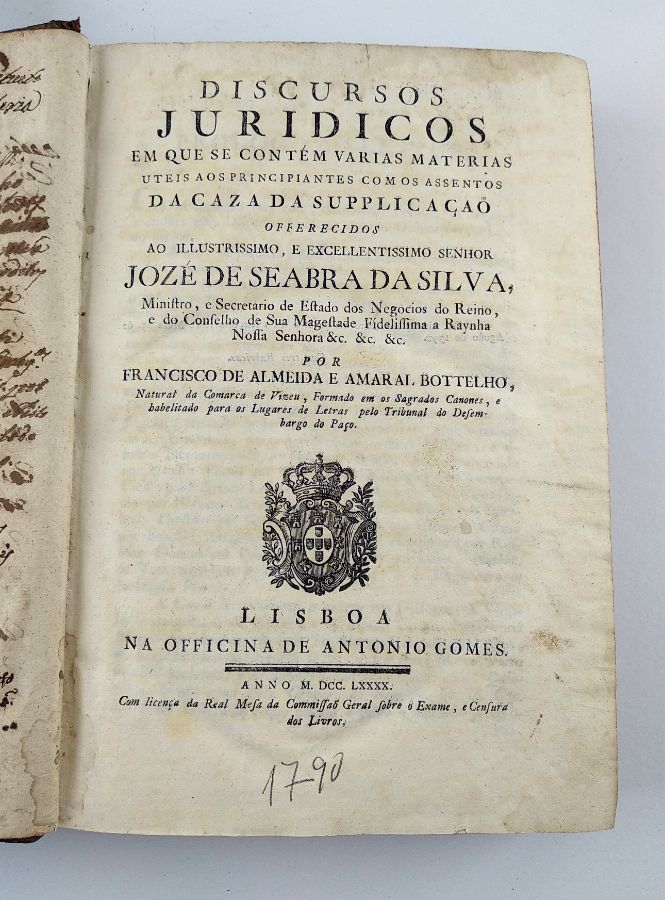 DISCURSOS
JURIDICOS
EM QUE SE CONTÉM VARIAS MATERIAS
UTEIS AOS PRINCIPIANTES COM OS ASSENTOS
DA CAZA DA SUPPLICAÇAÕ
OFFERECIDOS
AO ILLUSTRISSIMO, E EXCELLENTISSIMO SENHOR
JOZÉ DE SEABRA DA SILVA,
Miniſtro, e Secretario de Eſtado dos Negocios do Reino,
e do Conſelho de Sua Mageſtade Fideliſſima a Raynha
Noſſa Senhora &c. &c. &c.
POR
FRANCISCO DE ALMEIDA E AMARAL BOTTELHO,
Natural da Comarca de Vizeu, Formado em os Sagrados Canones, e
habelitado para os Lugares de Letras pelo Tribunal do Deſem-
bargo do Paço.
LISBOA
NA OFFICINA DE ANTONIO GOMES.
ANNO M. DCC. LXXXX.
Com licença da Real Meſa da Commiſſaõ Geral ſobre o Exame, e Cenſura
dos Livros.
1790